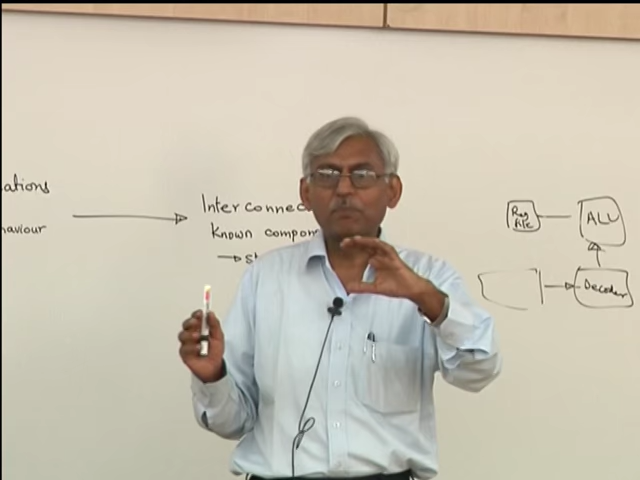 ations
haviour
Interconnec
Known compon
Reg
file
ALU
Decoder